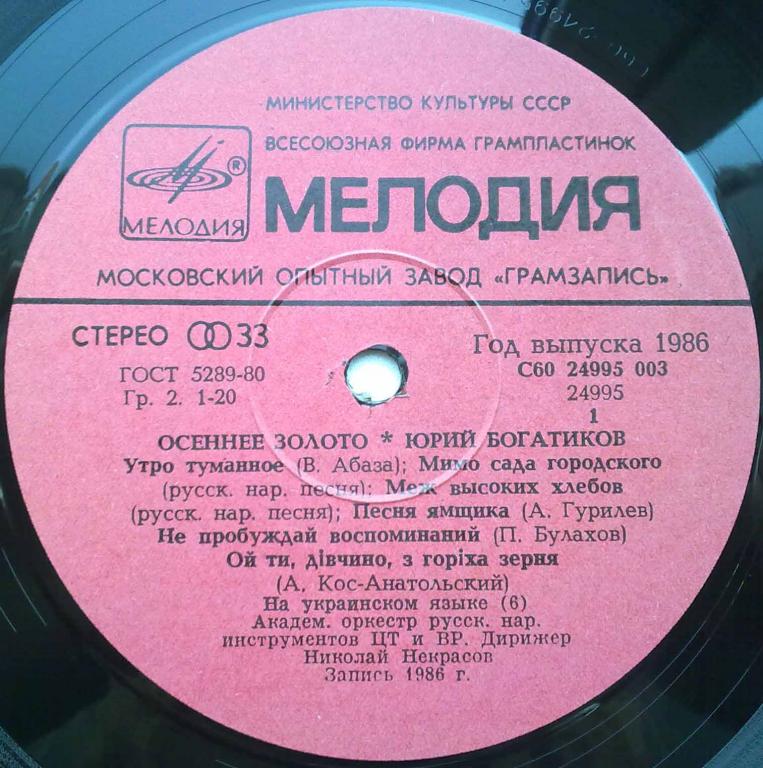 МИНИСТЕРСТВО КУЛЬТУРЫ СССР
ВСЕСОЮЗНАЯ ФИРМА ГРАМПЛАСТИНОК
®
МЕЛОДИЯ
МЕЛОДИЯ
МОСКОВСКИЙ ОПЫТНЫЙ ЗАВОД «ГРАМЗАПИСЬ»
СТЕРЕО 33
Год выпуска 1986
ГОСТ 5289-80
С60 24995 003
Гр. 2. 1-20
24995
1
ОСЕННЕЕ ЗОЛОТО * ЮРИЙ БОГАТИКОВ
Утро туманное (В. Абаза); Мимо сада городского
(русск. нар. песня); Меж высоких хлебов
(русск. нар. песня); Песня ямщика (А. Гурилев)
Не пробуждай воспоминаний (П. Булахов)
Ой ти, дівчино, з горіха зерня
(А. Кос-Анатольский)
На украинском языке (6)
Академ. оркестр русск. нар.
инструментов ЦТ и ВР. Дирижер
Николай Некрасов
Запись 1986 г.